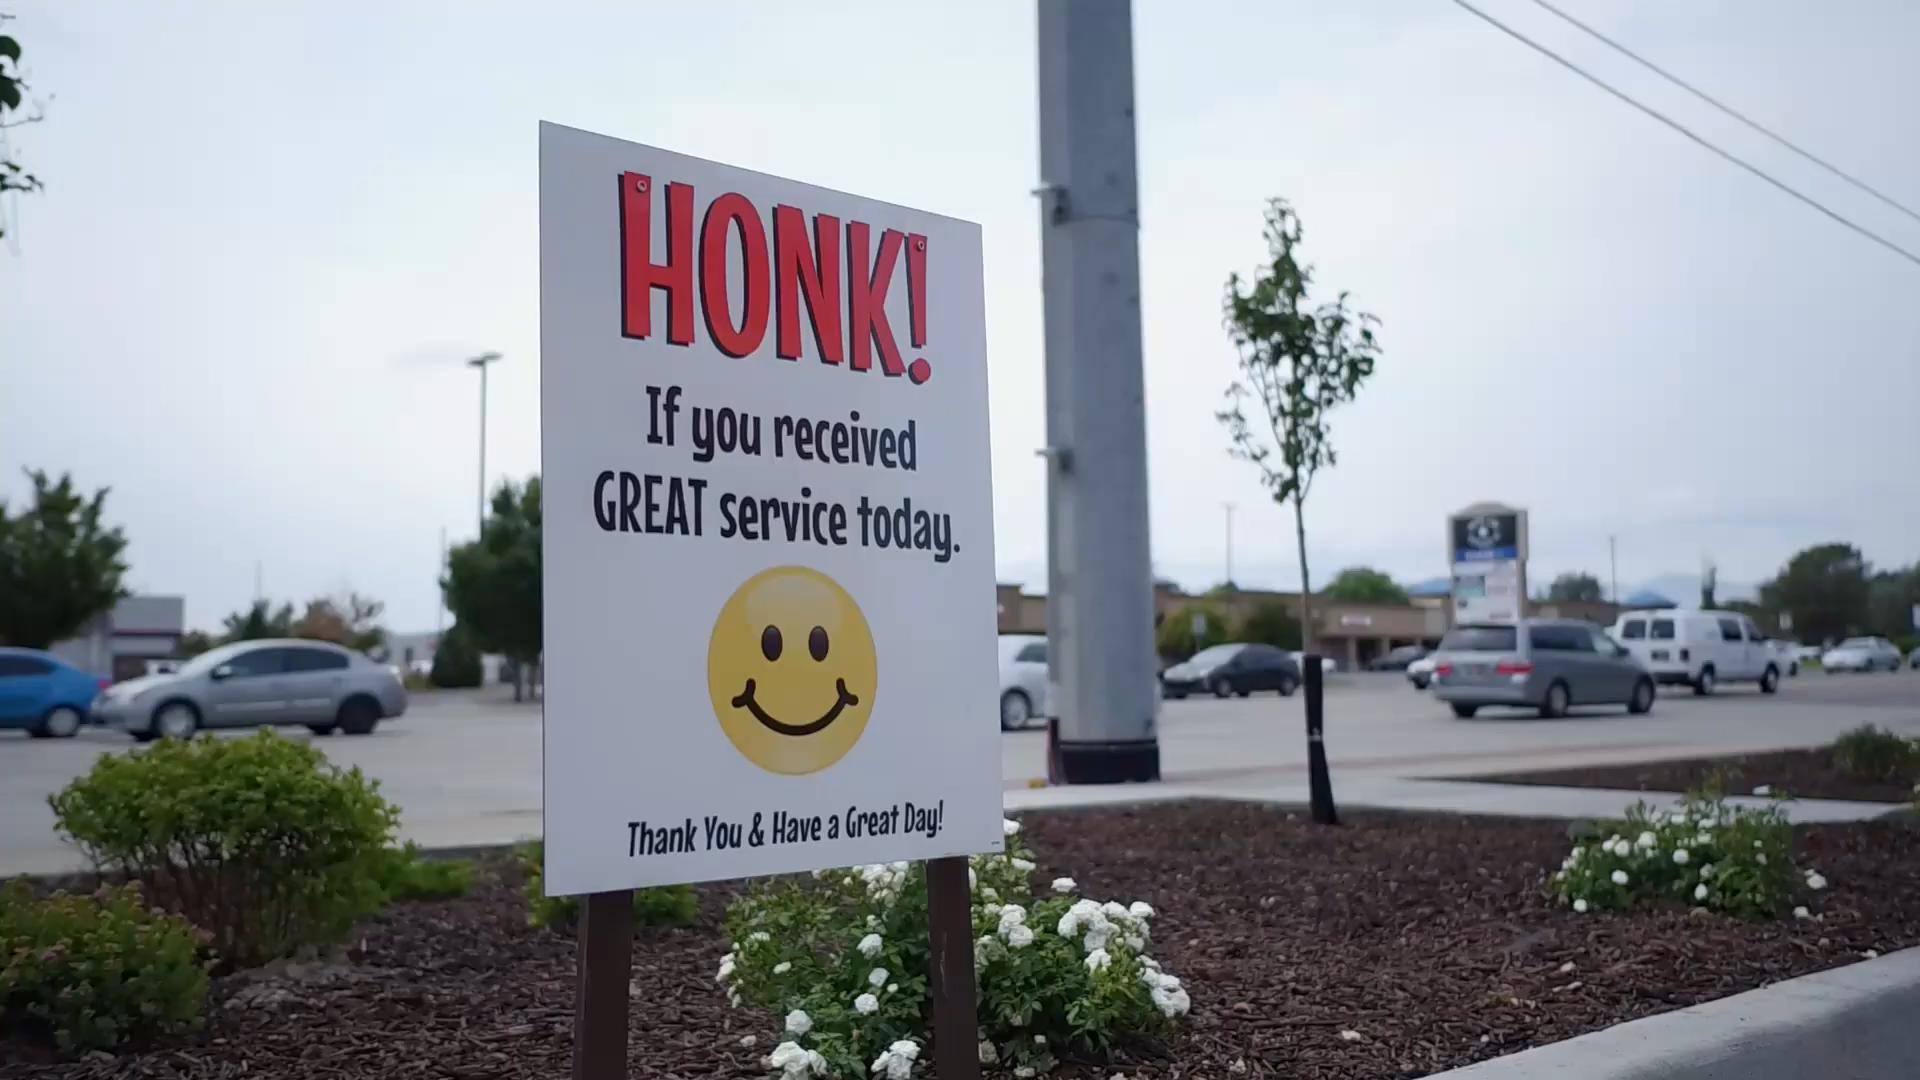 HONK!
If you received
GREAT service today.
Thank You & Have a Great Day!